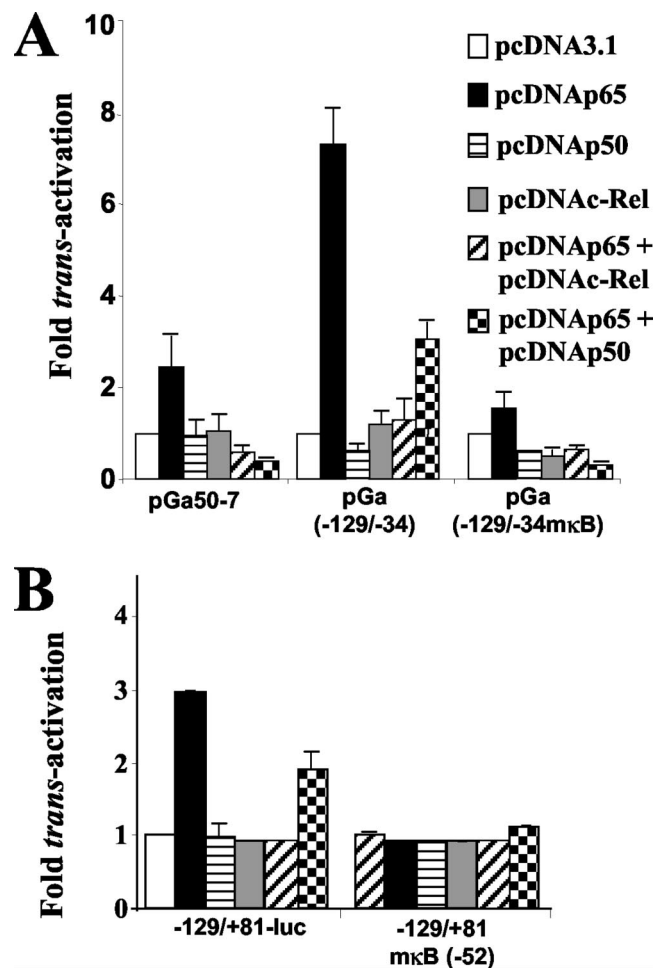 A
Fold trans-activation
10
8
6
4
2
0
pcDNA3.1
pcDNAp65
pcDNAp50
pcDNAc-Rel
pcDNAp65 +
pcDNAc-Rel
pcDNAp65 +
pcDNAp50
pGa50-7
pGa
(-129/-34)
pGa
(-129/-34mκB)
B
Fold trans-activation
4
3
2
1
0
-129/+81-luc
-129/+81
mκB (-52)